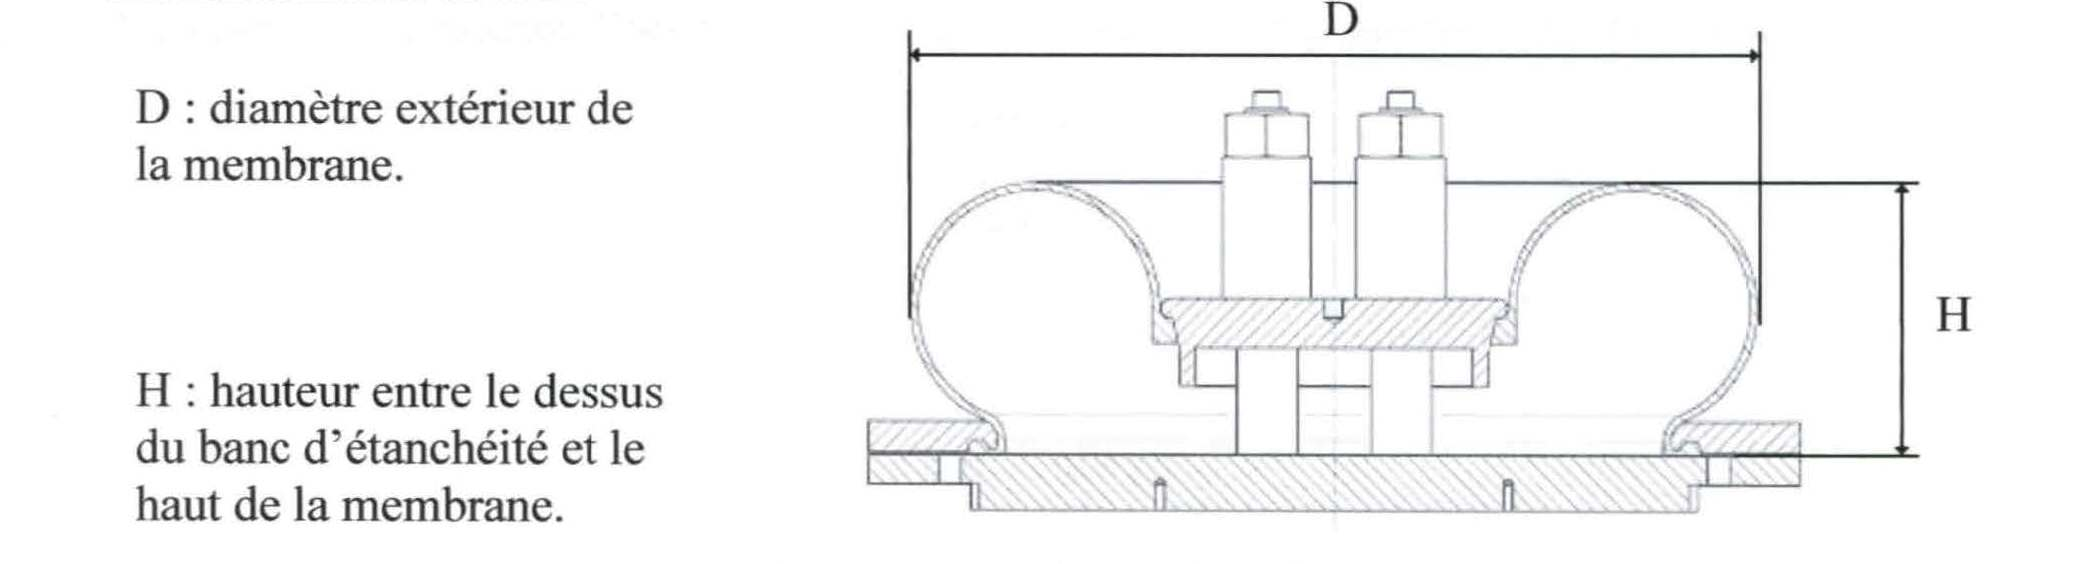 D
D : diamètre extérieur de
la membrane.
H
H : hauteur entre le dessus
du banc d’étanchéité et le
haut de la membrane.